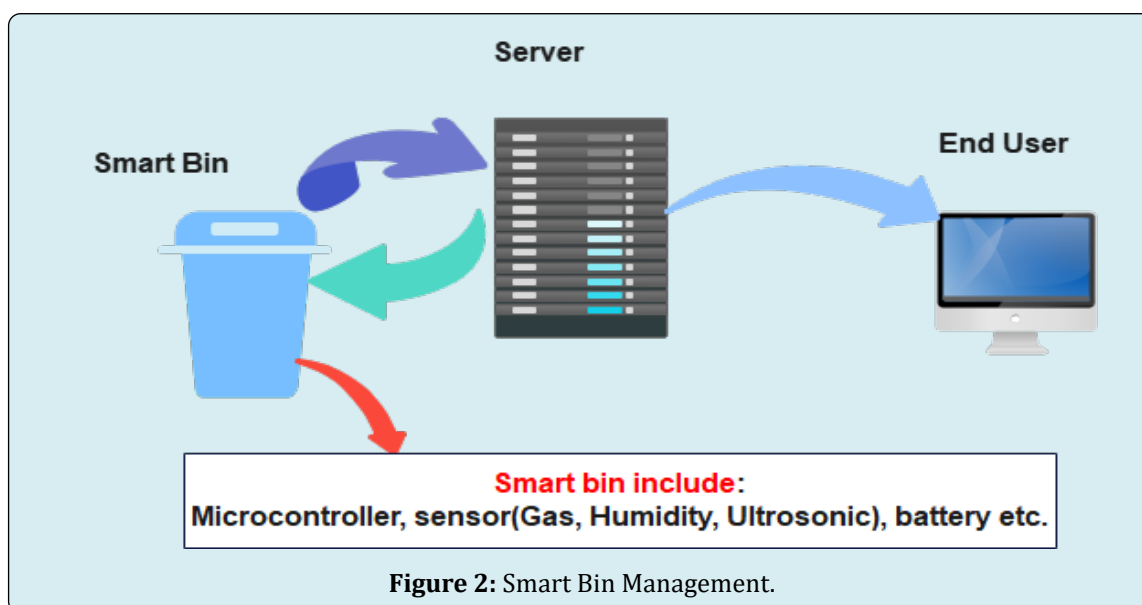 Server
Smart Bin
End User
Smart bin include:
Microcontroller, sensor(Gas, Humidity, Ultrosonic), battery etc.
Figure 2: Smart Bin Management.